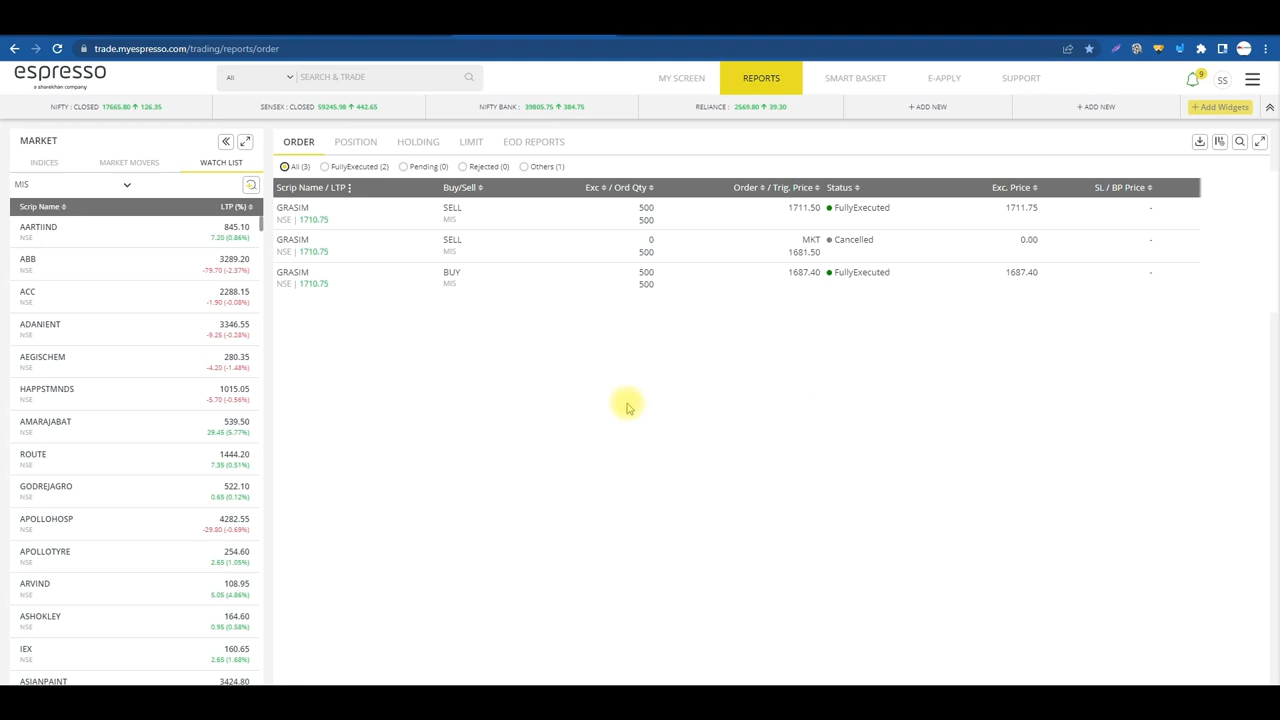 trade.myespresso.com/trading/reports/order
espresso
a sharekhan company
All
SEARCH & TRADE
MY SCREEN
REPORTS
SMART BASKET
E-APPLY
SUPPORT
9
SS
NIFTY : CLOSED 17665.80 ↑ 126.35
SENSEX : CLOSED 59245.98 ↑ 442.65
NIFTY BANK : 39805.75 ↑ 384.75
RELIANCE : 2569.80 ↑ 39.30
+ ADD NEW
+ ADD NEW
+ Add Widgets
MARKET
INDICES MARKET MOVERS WATCH LIST
MIS
Scrip Name LTP (%)
AARTIIND 845.10
NSE 7.20 (0.86%)
ABB 3289.20
NSE -79.70 (-2.37%)
ACC 2288.15
NSE -1.90 (-0.08%)
ADANIENT 3346.55
NSE -9.25 (-0.28%)
AEGISCHEM 280.35
NSE -4.20 (-1.48%)
HAPPSTMNDS 1015.05
NSE -5.70 (-0.56%)
AMARAJABAT 539.50
NSE 29.45 (5.77%)
ROUTE 1444.20
NSE 7.35 (0.51%)
GODREJAGRO 522.10
NSE 0.65 (0.12%)
APOLLOHOSP 4282.55
NSE -29.80 (-0.69%)
APOLLOTYRE 254.60
NSE 2.65 (1.05%)
ARVIND 108.95
NSE 5.05 (4.86%)
ASHOKLEY 164.60
NSE 0.95 (0.58%)
IEX 160.65
NSE 2.65 (1.68%)
ASIANPAINT 3424.80
ORDER POSITION HOLDING LIMIT EOD REPORTS
All (3) FullyExecuted (2) Pending (0) Rejected (0) Others (1)
Scrip Name / LTP Buy/Sell Exc / Ord Qty Order / Trig. Price Status Exc. Price SL / BP Price
GRASIM SELL 500 1711.50 FullyExecuted 1711.75 -
NSE | 1710.75 MIS 500
GRASIM SELL 0 MKT Cancelled 0.00 -
NSE | 1710.75 MIS 500 1681.50
GRASIM BUY 500 1687.40 FullyExecuted 1687.40 -
NSE | 1710.75 MIS 500